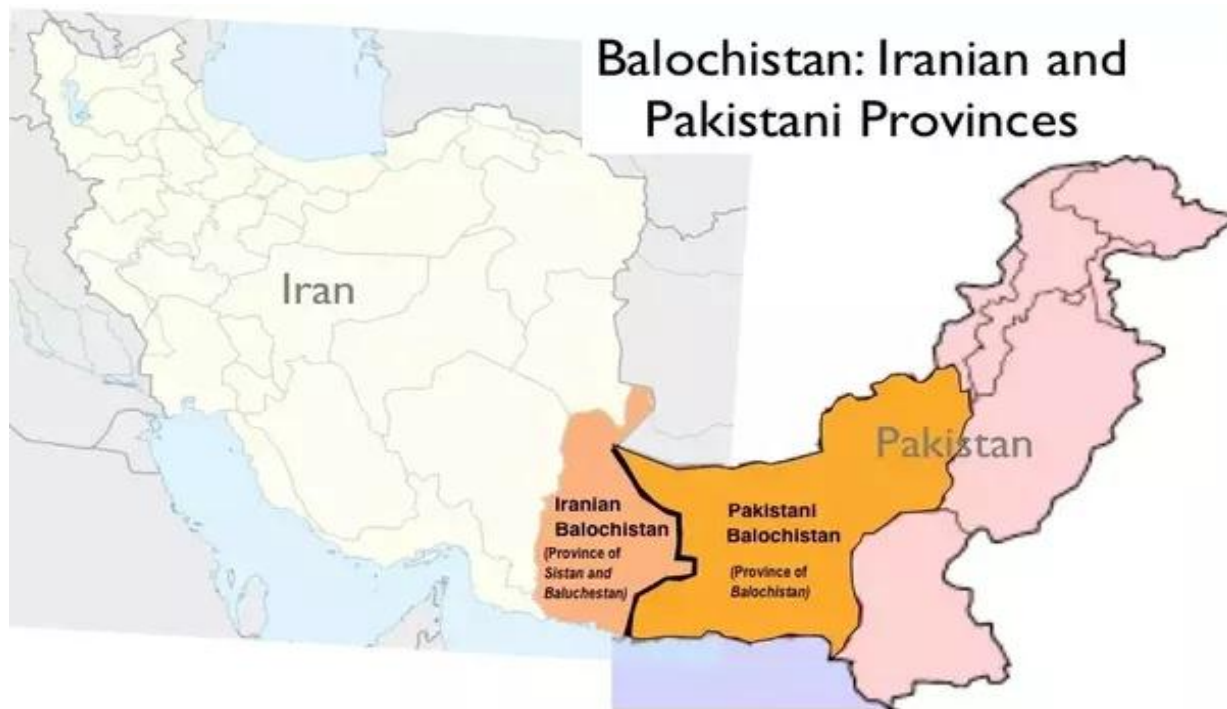 Balochistan: Iranian and
Pakistani Provinces
Iran
Pakistan
Iranian
Balochistan
(Province of
Sistan and
Baluchestan)
Pakistani
Balochistan
(Province of
Balochistan)